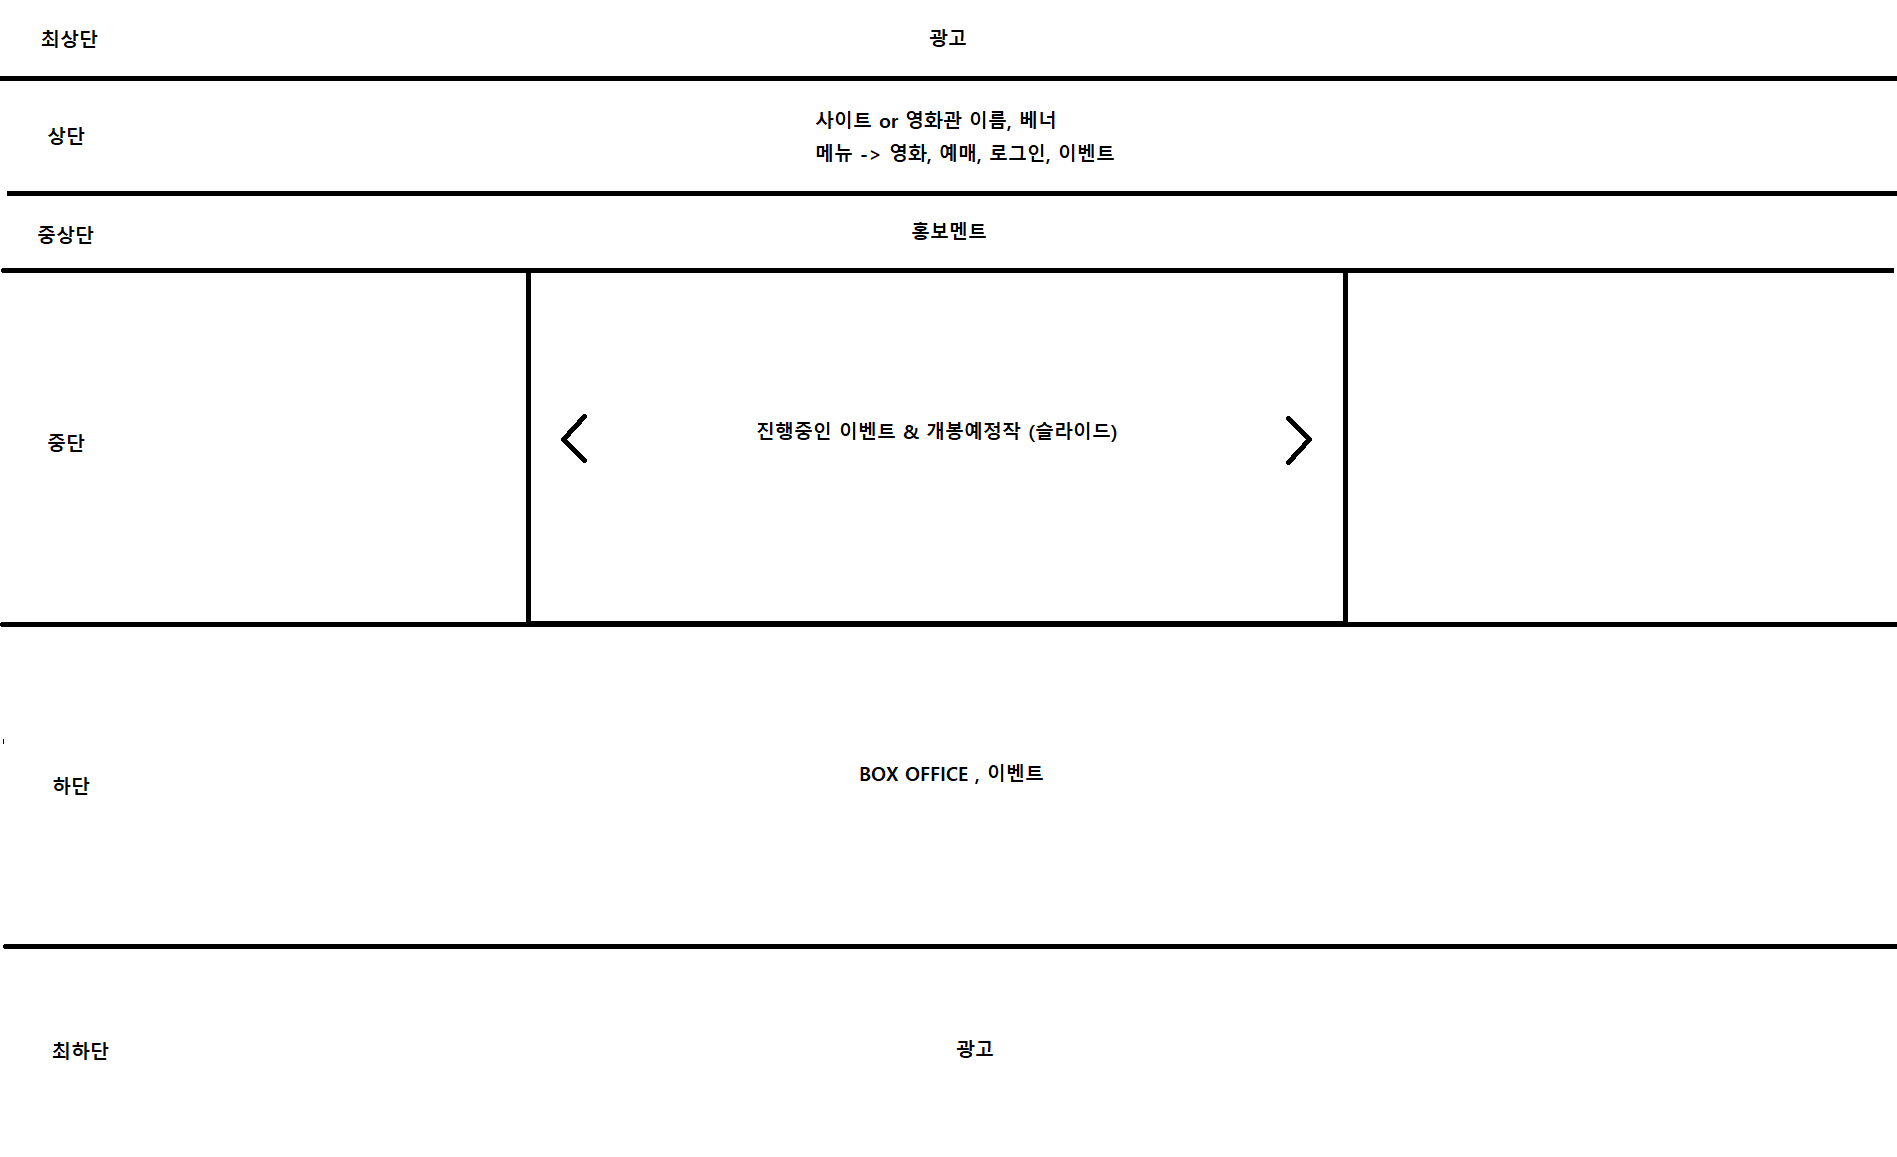 최상단
광고
상단
사이트 or 영화관 이름, 베너
메뉴 -> 영화, 예매, 로그인, 이벤트
중상단
홍보멘트
중단
진행중인 이벤트 & 개봉예정작 (슬라이드)
하단
BOX OFFICE , 이벤트
최하단
광고